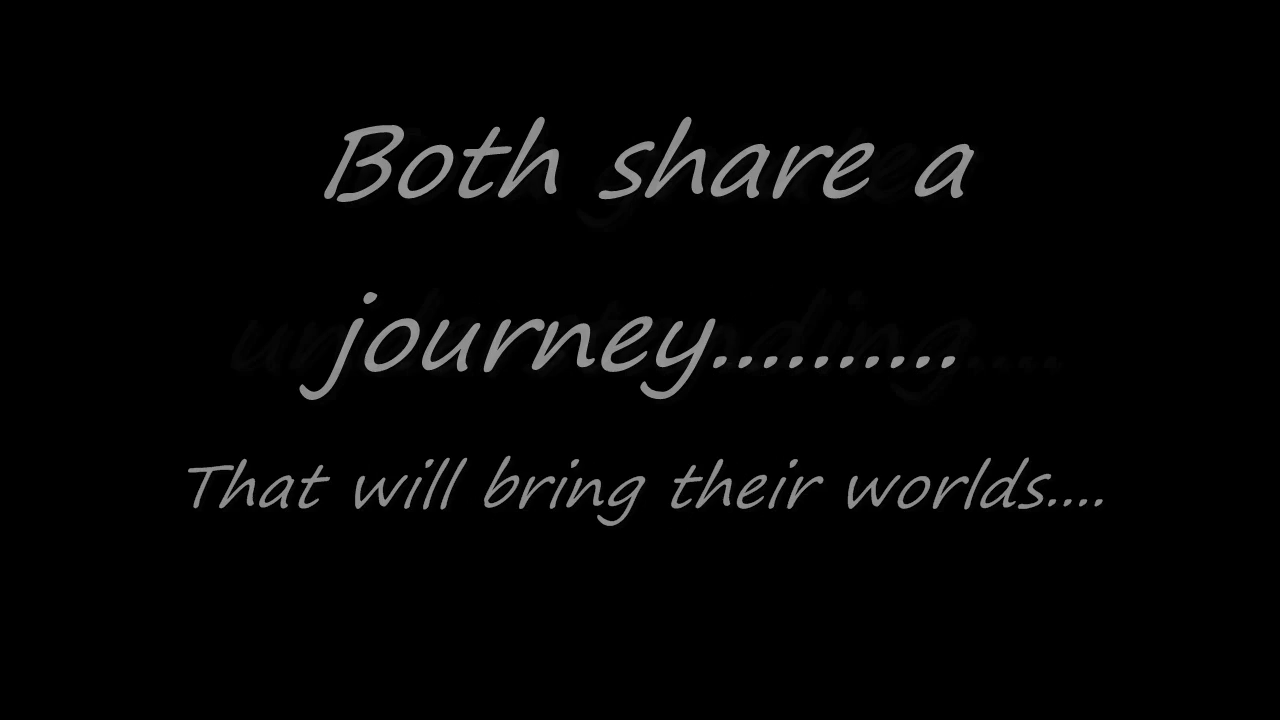 Both share a
journey..........
That will bring their worlds....